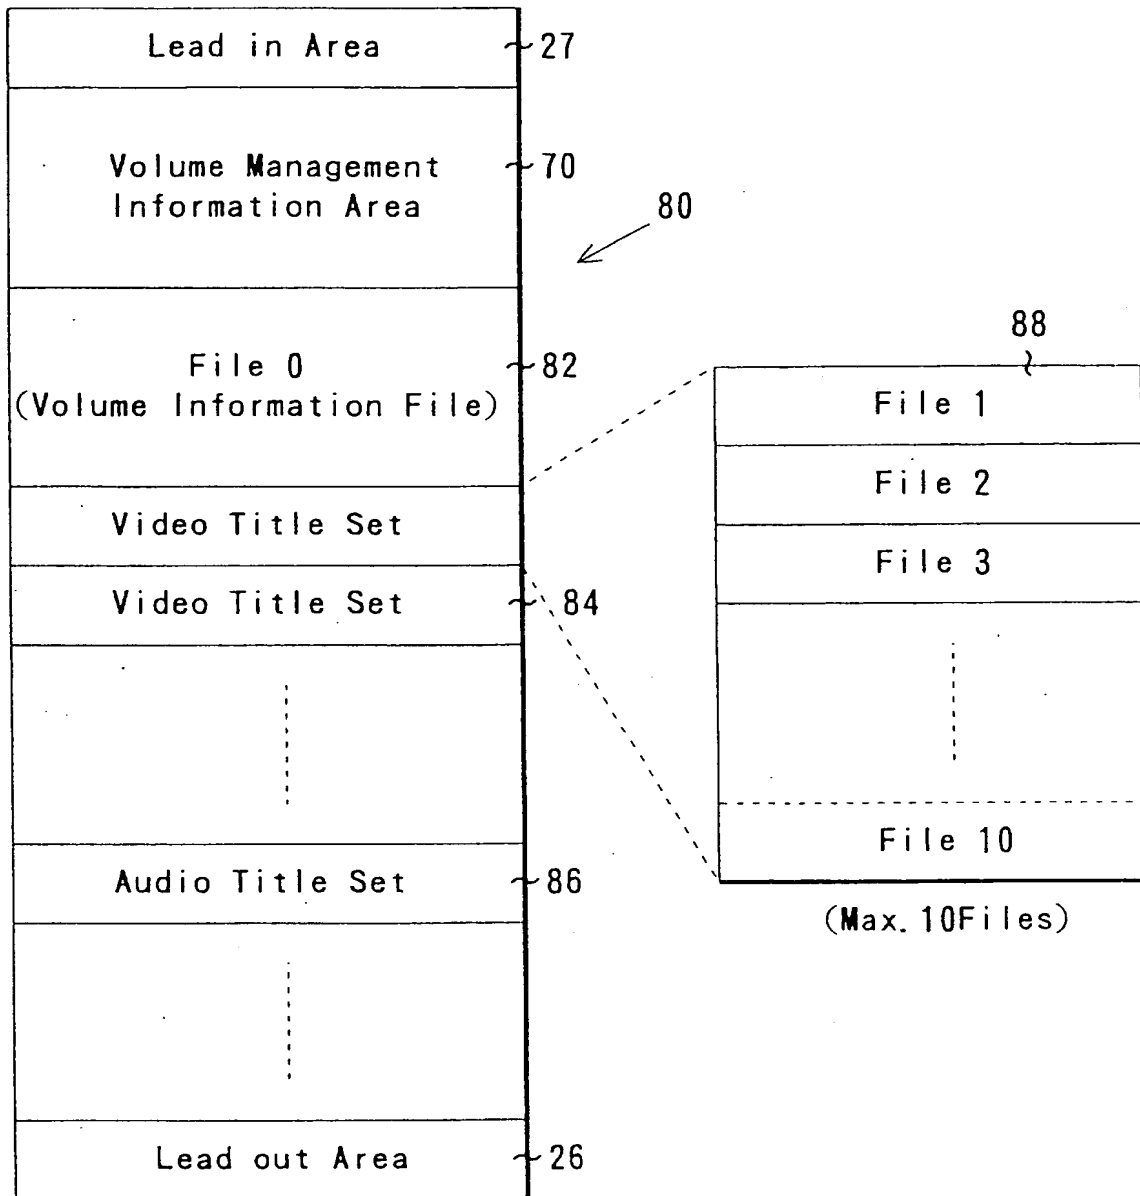 Lead in Area
27
Volume Management
Information Area
70
80
File 0
(Volume Information File)
82
Video Title Set
Video Title Set
84
Audio Title Set
86
Lead out Area
26
88
File 1
File 2
File 3
File 10
(Max. 10Files)